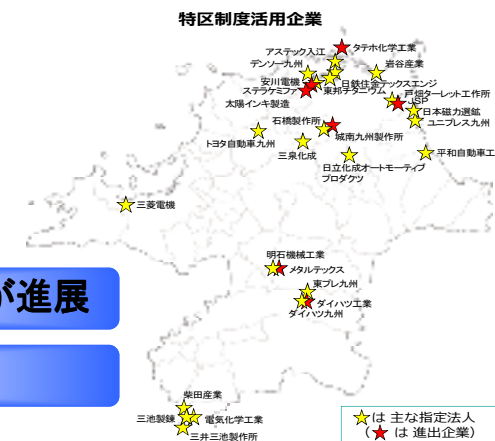 特区制度活用企業
タテホ化学工業
アステック入江
デンソー九州
岩谷産業
安川電機
日鉄住金テックスエンジ
ステラケミファ
東邦チタニウム
戸畑ターレット工作所
太陽インキ製造
JSP
日本磁力選鉱
ユニプレス九州
石橋製作所
城南九州製作所
トヨタ自動車九州
三泉化成
平和自動車工
日立化成オートモーティブ
プロダクツ
三菱電機
明石機械工業
メタルテックス
が進展
東プレ九州
ダイハツ工業
ダイハツ九州
柴田産業
三池製錬
電気化学工業
三井三池製作所
☆は 主な指定法人
(★ は 進出企業)